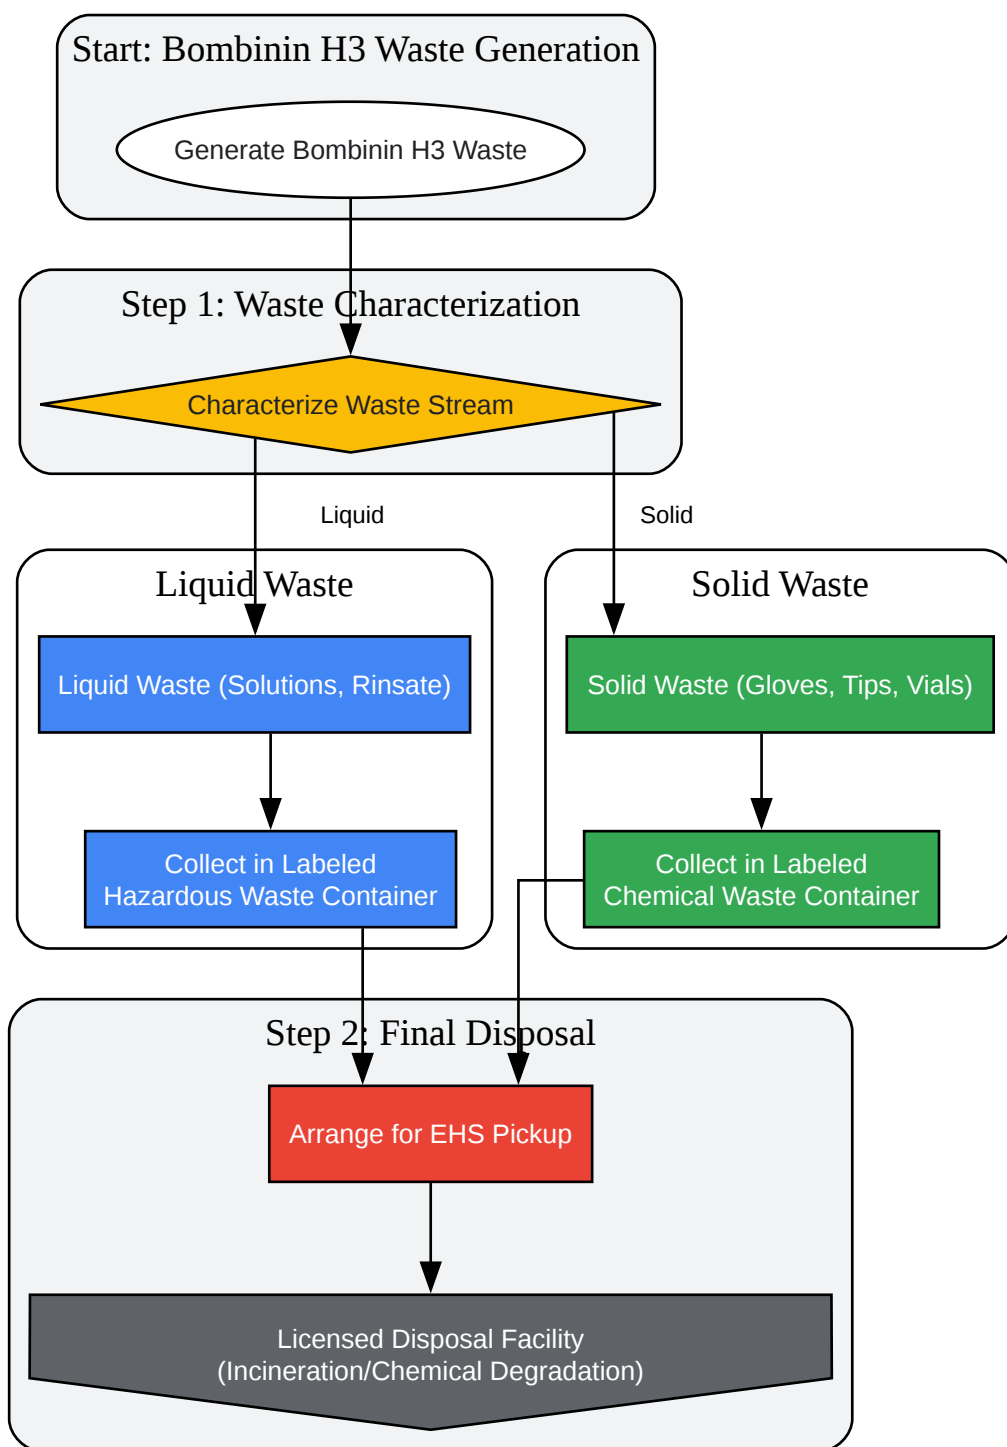 Start: Bombinin H3 Waste Generation
Generate Bombinin H3 Waste
Step 1: Waste Characterization
Characterize Waste Stream
Liquid
Solid
Liquid Waste
Liquid Waste (Solutions, Rinsate)
Collect in Labeled
Hazardous Waste Container
Solid Waste
Solid Waste (Gloves, Tips, Vials)
Collect in Labeled
Chemical Waste Container
Step 2: Final Disposal
Arrange for EHS Pickup
Licensed Disposal Facility
(Incineration/Chemical Degradation)